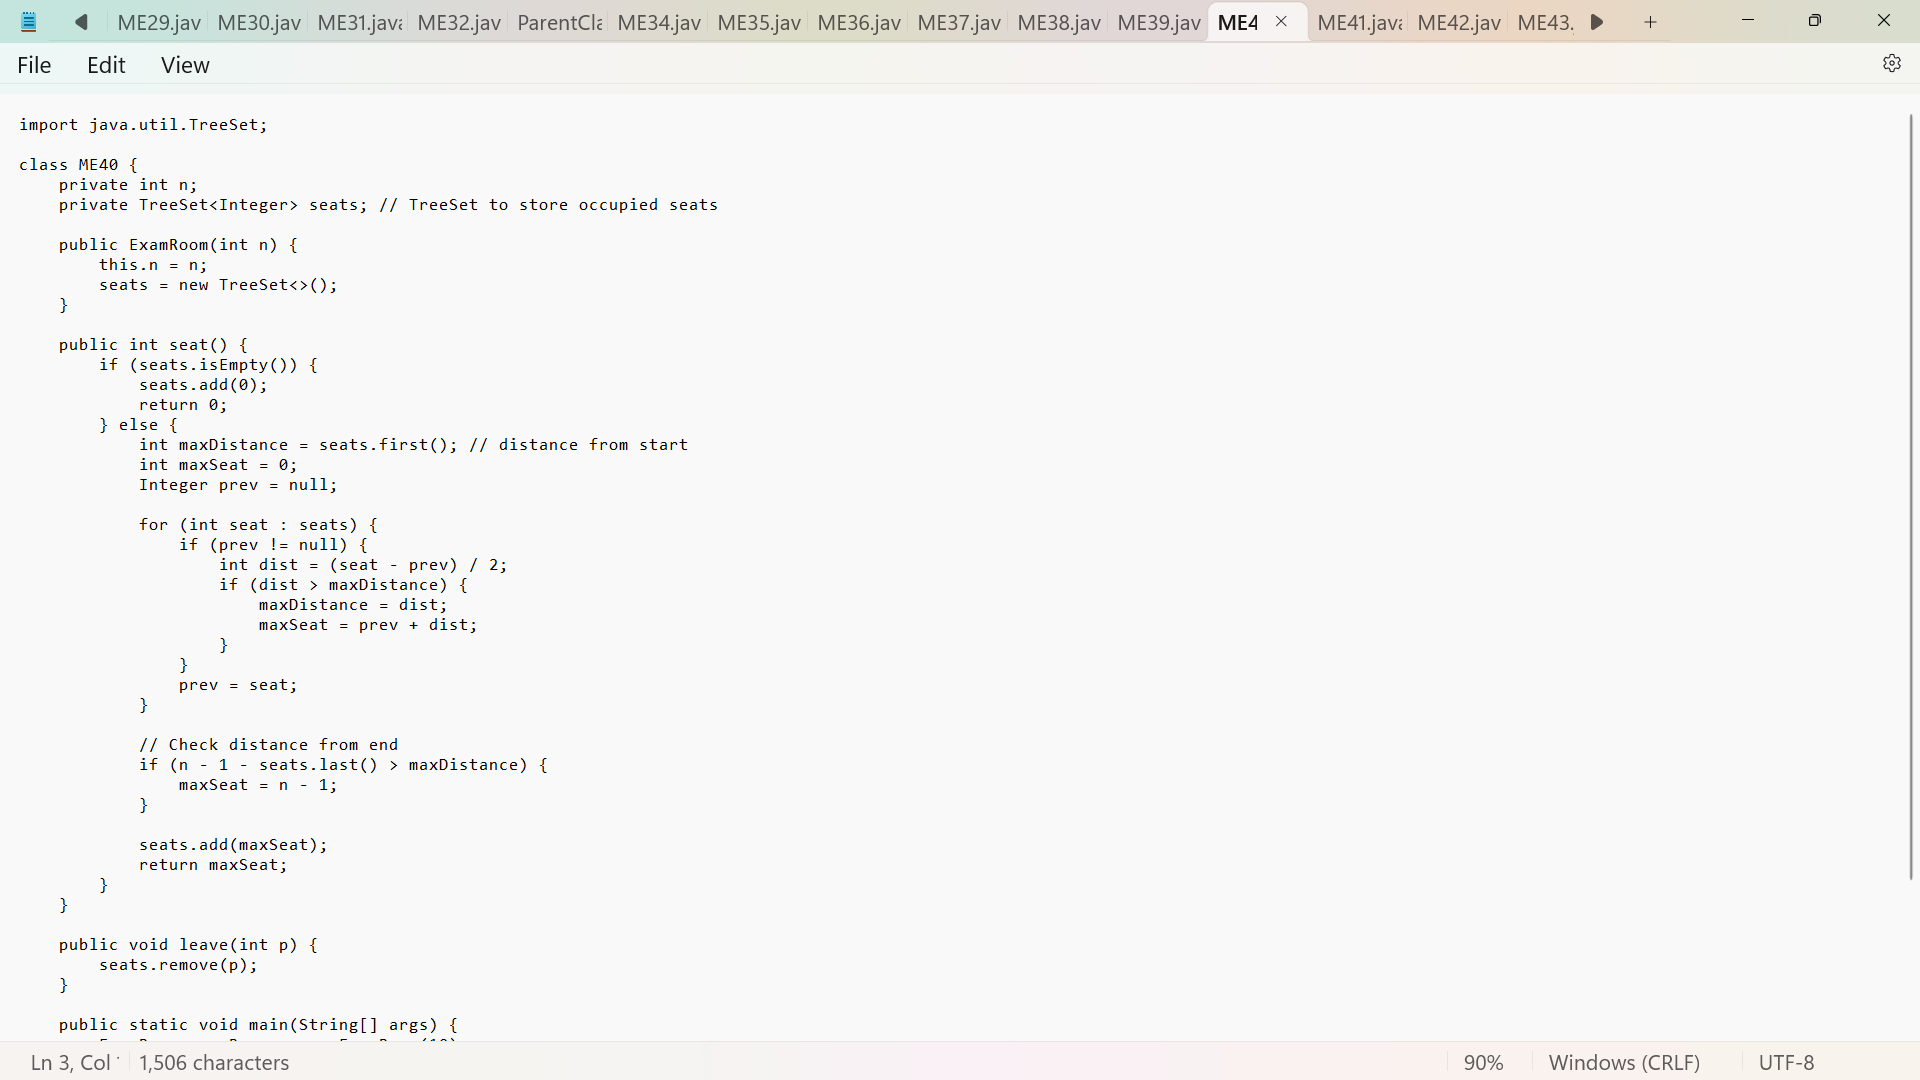 ME29.jav ME30.jav ME31.java ME32.jav ParentCla ME34.jav ME35.jav ME36.jav ME37.jav ME38.jav ME39.jav ME4 ME41.java ME42.jav ME43.
File Edit View
import java.util.TreeSet;
class ME40 {
    private int n;
    private TreeSet<Integer> seats; // TreeSet to store occupied seats
    public ExamRoom(int n) {
        this.n = n;
        seats = new TreeSet<>();
    }
    public int seat() {
        if (seats.isEmpty()) {
            seats.add(0);
            return 0;
        } else {
            int maxDistance = seats.first(); // distance from start
            int maxSeat = 0;
            Integer prev = null;
            for (int seat : seats) {
                if (prev != null) {
                    int dist = (seat - prev) / 2;
                    if (dist > maxDistance) {
                        maxDistance = dist;
                        maxSeat = prev + dist;
                    }
                }
                prev = seat;
            }
            // Check distance from end
            if (n - 1 - seats.last() > maxDistance) {
                maxSeat = n - 1;
            }
            seats.add(maxSeat);
            return maxSeat;
        }
    }
    public void leave(int p) {
        seats.remove(p);
    }
    public static void main(String[] args) {
Ln 3, Col 1,506 characters 90% Windows (CRLF) UTF-8